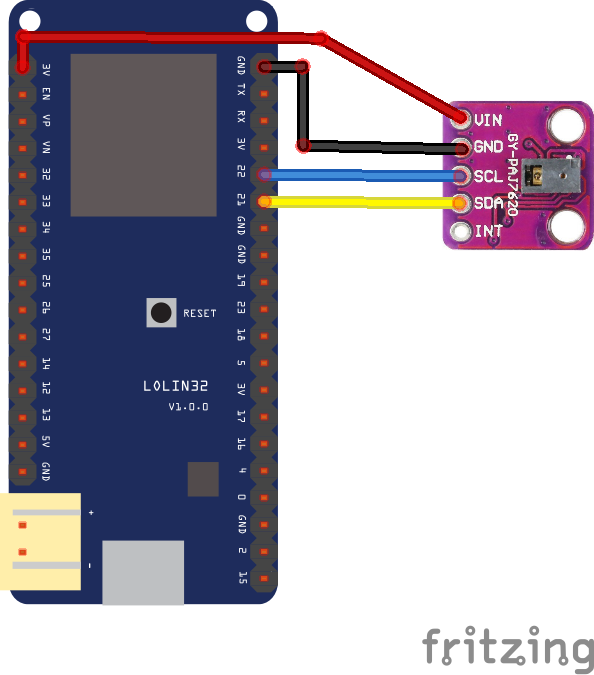 3V
EN
VP
VN
32
33
34
35
25
26
27
14
12
13
5V
GND
GND
TX
RX
3V
22
21
GND
GND
19
23
18
5
3V
17
16
4
0
GND
2
15
RESET
LOLIN32
V1.0.0
+
-
VIN
GND
SCL
SDA
INT
GY-PAJ7620
fritzing